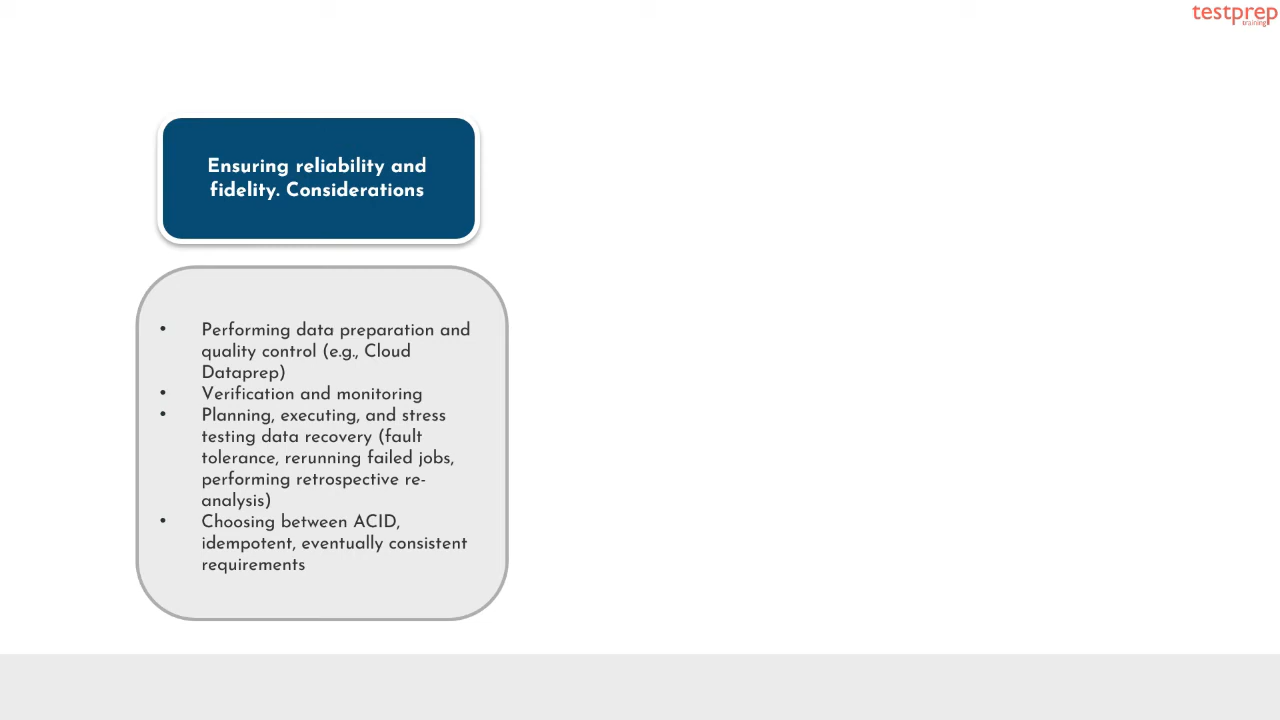 testprep
training
Ensuring reliability and
fidelity. Considerations
• Performing data preparation and
quality control (e.g., Cloud
Dataprep)
• Verification and monitoring
• Planning, executing, and stress
testing data recovery (fault
tolerance, rerunning failed jobs,
performing retrospective re-
analysis)
• Choosing between ACID,
idempotent, eventually consistent
requirements